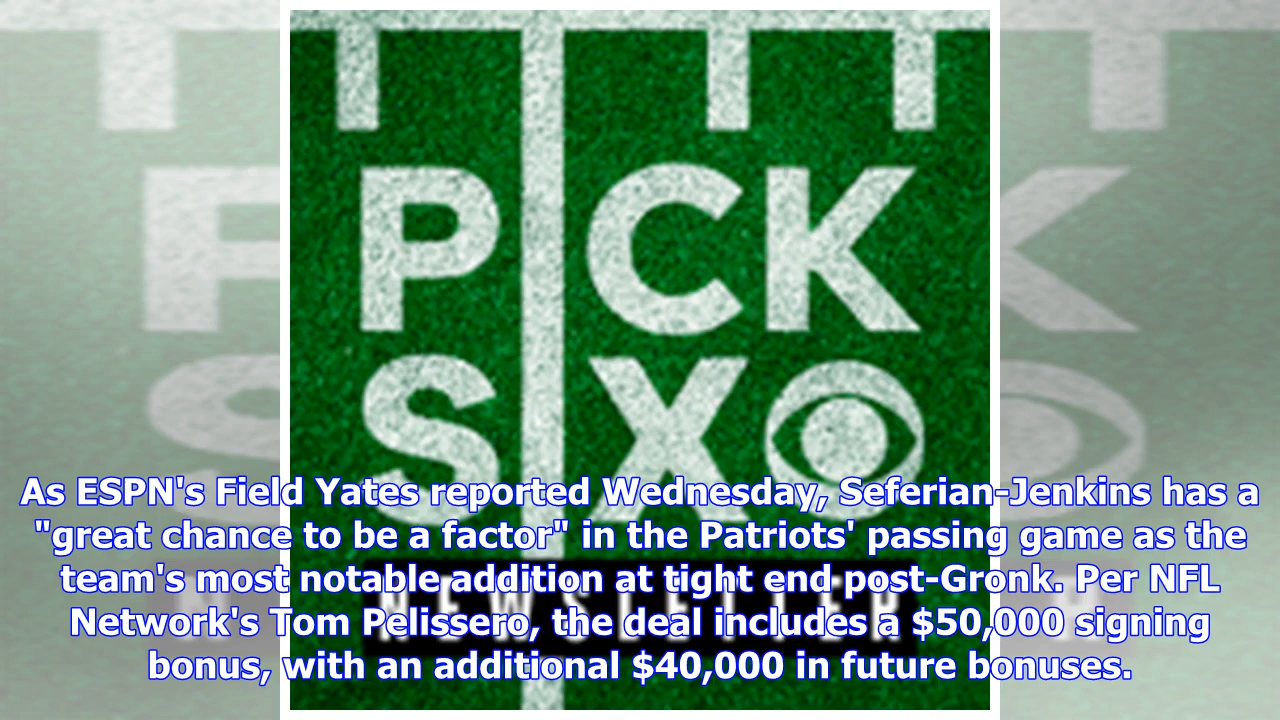 PICK
SIX
As ESPN's Field Yates reported Wednesday, Seferian-Jenkins has a
"great chance to be a factor" in the Patriots' passing game as the
team's most notable addition at tight end post-Gronk. Per NFL
NEWSLETTER
Network's Tom Pelissero, the deal includes a $50,000 signing
bonus, with an additional $40,000 in future bonuses.